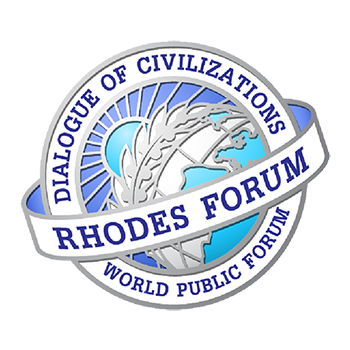 DIALOGUE OF CIVILIZATIONS
RHODES FORUM
WORLD PUBLIC FORUM